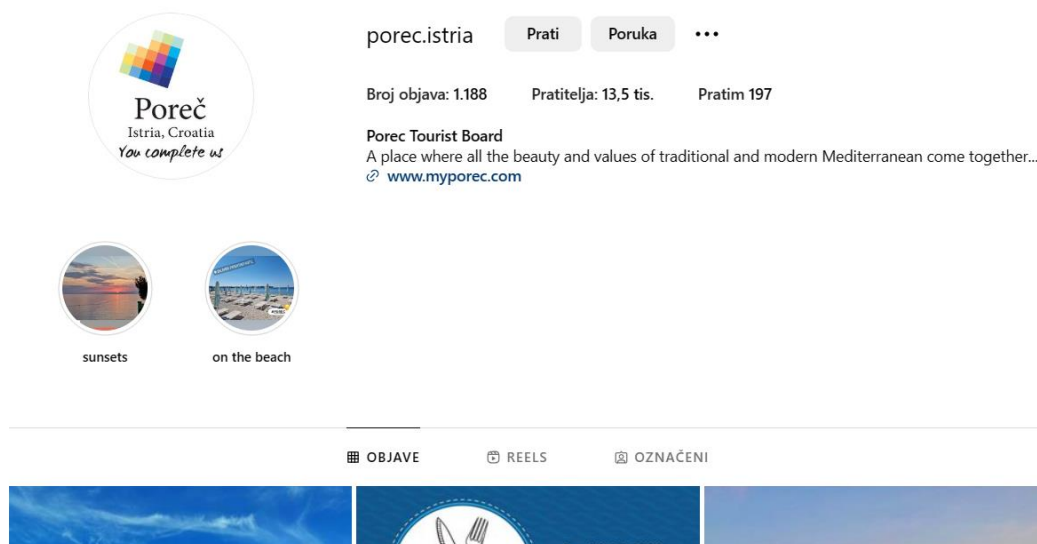 porec.istria Prati Poruka
Poreč
Istria, Croatia
You complete us
Broj objava: 1.188 Pratitelja: 13,5 tis. Pratim 197
Porec Tourist Board
A place where all the beauty and values of traditional and modern Mediterranean come together...
www.myporec.com
sunsets on the beach
OBJAVE REELS OZNAČENI